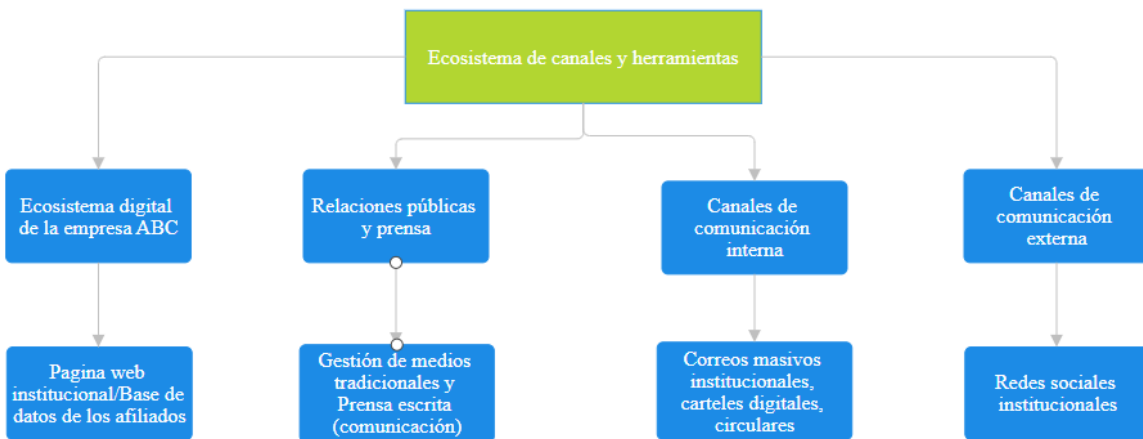 Ecosistema de canales y herramientas
Ecosistema digital
de la empresa ABC
Relaciones públicas
y prensa
Canales de
comunicación
interna
Canales de
comunicación
externa
Pagina web
institucional/Base de
datos de los afiliados
Gestión de medios
tradicionales y
Prensa escrita
(comunicación)
Correos masivos
institucionales,
carteles digitales,
circulares
Redes sociales
institucionales